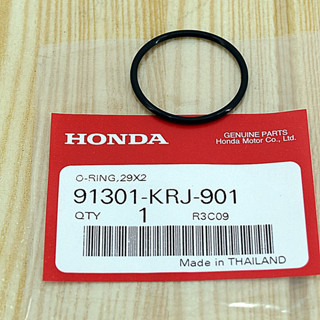 HONDA
GENUINE PARTS
Honda Motor Co., Ltd.
O-RING,29X2
91301-KRJ-901
QTY 1 R3C09
Made in THAILAND